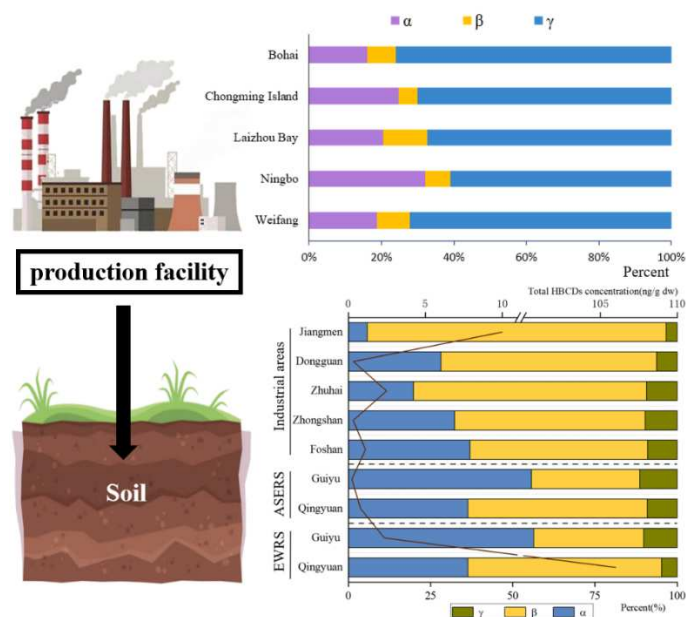 α β γ
Bohai
Chongming Island
Laizhou Bay
Ningbo
Weifang
0% 20% 40% 60% 80% 100%
Percent
production facility
Soil
Total HBCDs concentration(ng/g dw)
0 5 10 105 110
Industrial areas
Jiangmen
Dongguan
Zhuhai
Zhongshan
Foshan
ASERS
Guiyu
Qingyuan
EWRS
Guiyu
Qingyuan
0 25 50 75 100
γ β α Percent(%)